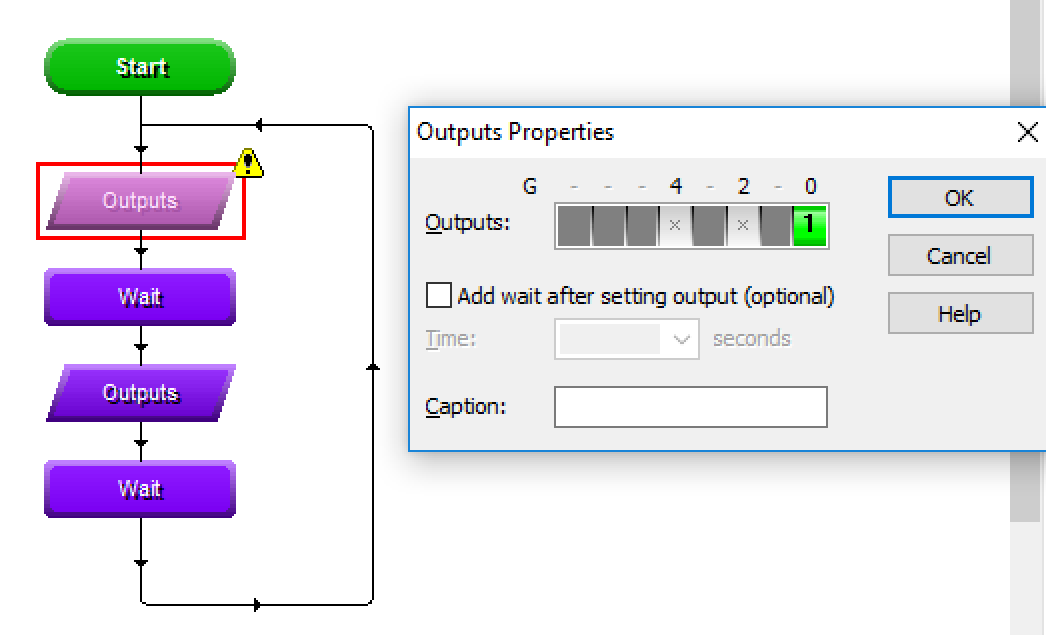 Start
Outputs
Wait
Outputs
Wait
Outputs Properties
G - - - 4 - 2 - 0
Outputs: × × 1
Add wait after setting output (optional)
Time: seconds
Caption:
OK
Cancel
Help